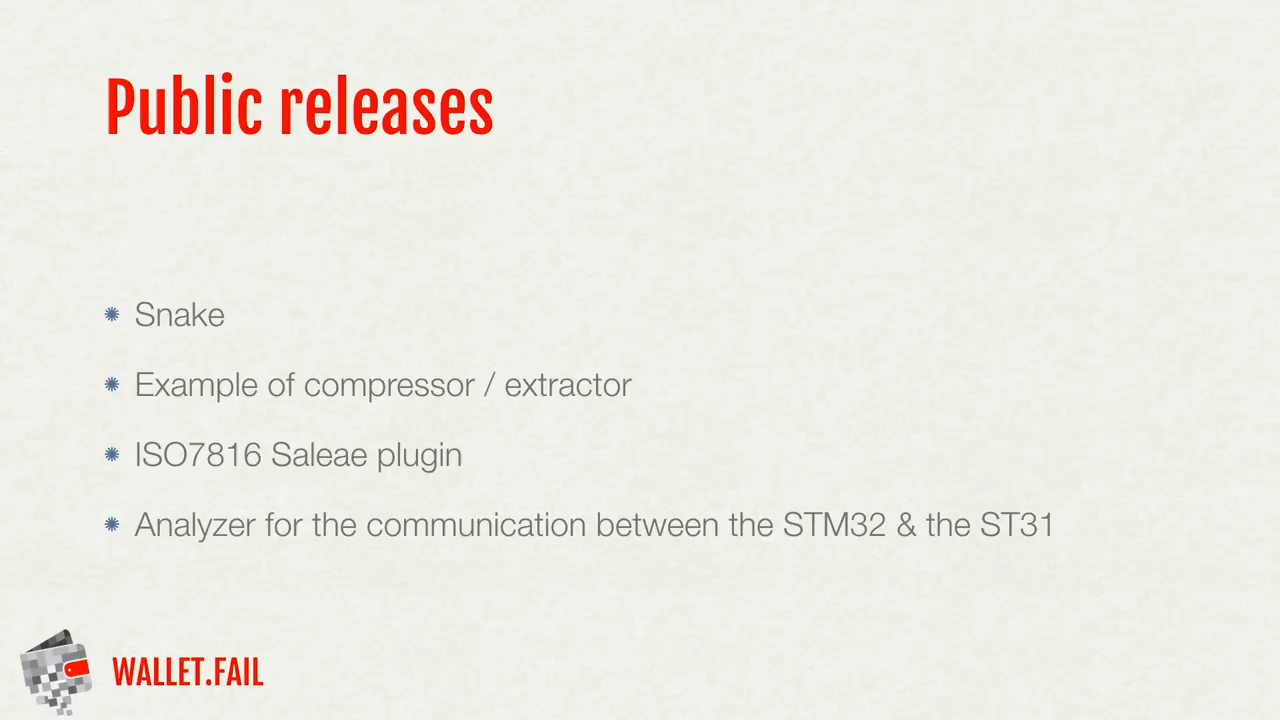 Public releases
Snake
Example of compressor / extractor
ISO7816 Saleae plugin
Analyzer for the communication between the STM32 & the ST31
WALLET.FAIL